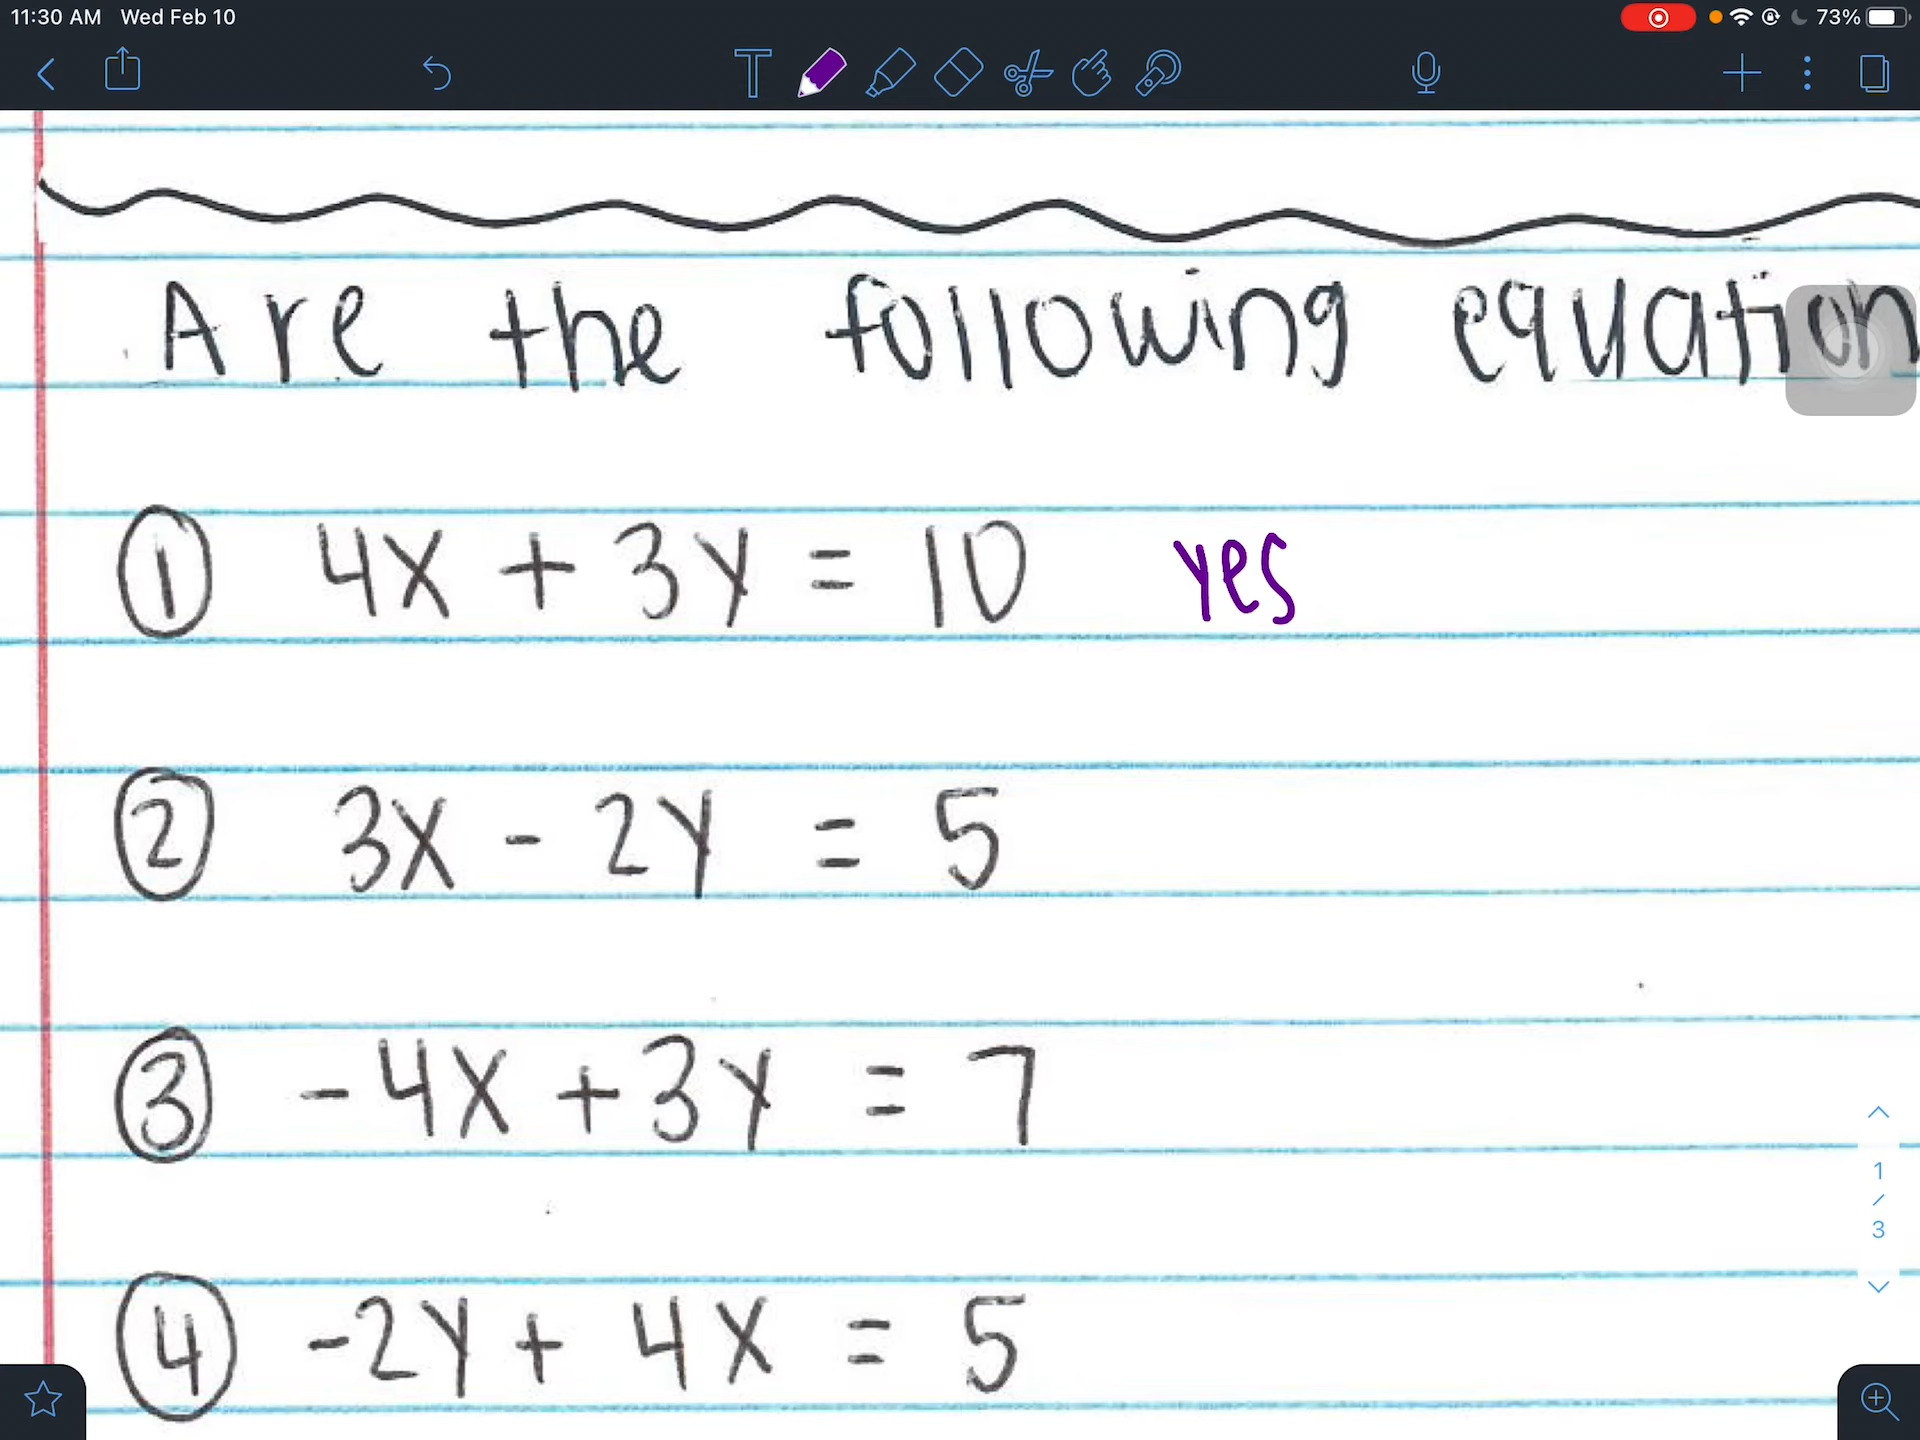 11:30 AM Wed Feb 10 73%
T
Are the following equation
① 4x + 3y = 10 yes
② 3x - 2y = 5
③ -4x + 3y = 7
④ -2y + 4x = 5
1
/
3